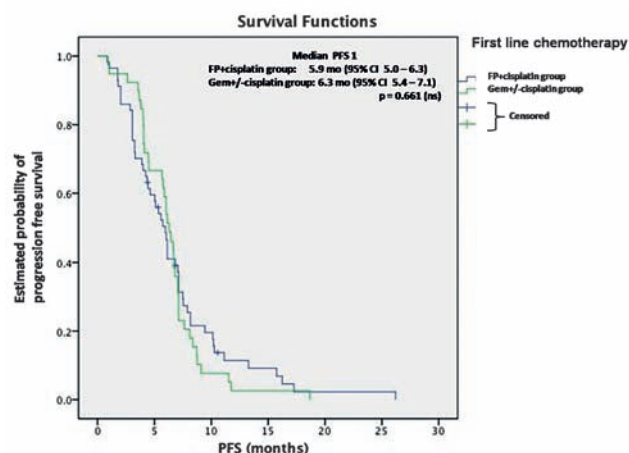 Survival Functions
Median PFS 1
FP+cisplatin group: 5.9 mo (95% CI 5.0 – 6.3)
Gem+/-cisplatin group: 6.3 mo (95% CI 5.4 – 7.1)
p = 0.661 (ns)
First line chemotherapy
FP+cisplatin group
Gem+/-cisplatin group
Censored
Estimated probability of
progression free survival
1.0
0.8
0.6
0.4
0.2
0.0
0 5 10 15 20 25 30
PFS (months)